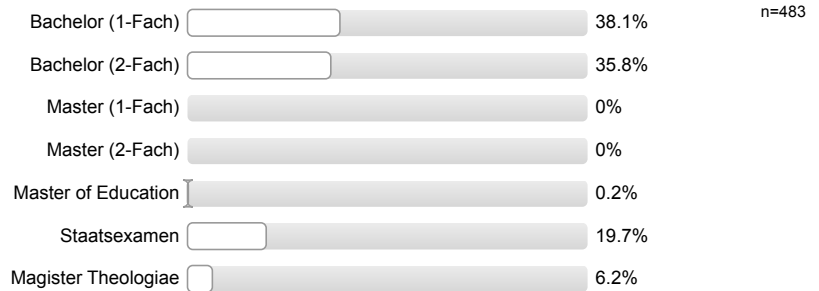 n=483
Bachelor (1-Fach) 38.1%
Bachelor (2-Fach) 35.8%
Master (1-Fach) 0%
Master (2-Fach) 0%
Master of Education 0.2%
Staatsexamen 19.7%
Magister Theologiae 6.2%